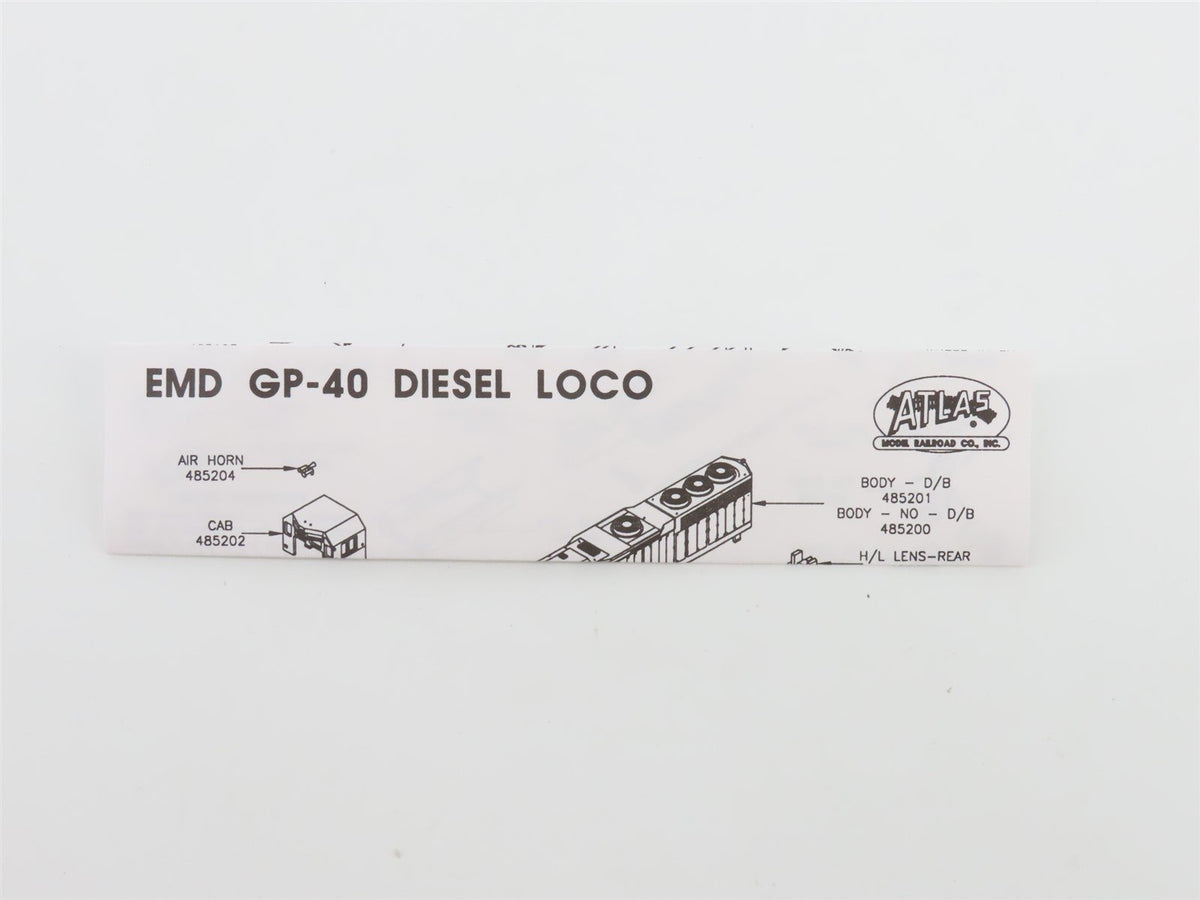 EMD GP-40 DIESEL LOCO
ATLAS
MODEL RAILROAD CO., INC.
AIR HORN
485204
CAB
485202
BODY - D/B
485201
BODY - NO - D/B
485200
H/L LENS-REAR